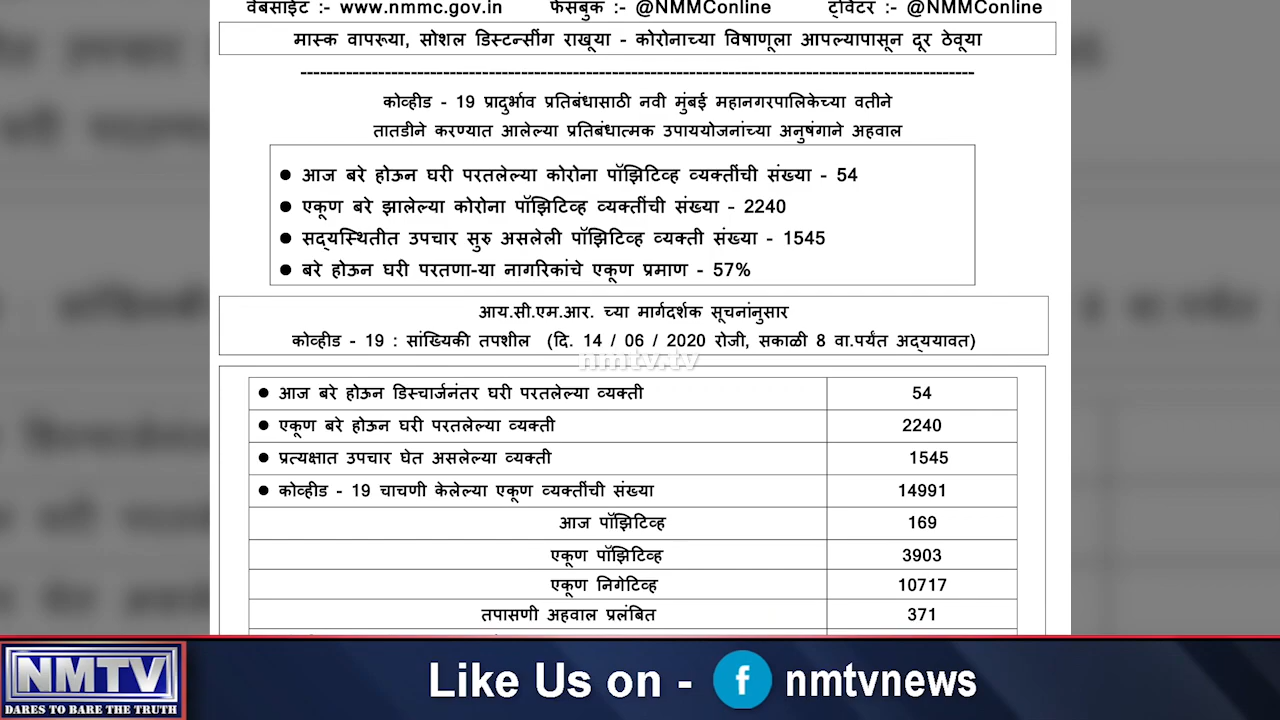 वेबसाईट :- www.nmmc.gov.in फेसबुक :- @NMMConline ट्विटर :- @NMMConline
मास्क वापरूया, सोशल डिस्टन्सींग राखूया - कोरोनाच्या विषाणूला आपल्यापासून दूर ठेवूया
कोव्हीड - 19 प्रादुर्भाव प्रतिबंधासाठी नवी मुंबई महानगरपालिकेच्या वतीने
तातडीने करण्यात आलेल्या प्रतिबंधात्मक उपाययोजनांच्या अनुषंगाने अहवाल
● आज बरे होऊन घरी परतलेल्या कोरोना पॉझिटिव्ह व्यक्तींची संख्या - 54
● एकूण बरे झालेल्या कोरोना पॉझिटिव्ह व्यक्तींची संख्या - 2240
● सद्यस्थितीत उपचार सुरु असलेली पॉझिटिव्ह व्यक्ती संख्या - 1545
● बरे होऊन घरी परतणा-या नागरिकांचे एकूण प्रमाण - 57%
आय.सी.एम.आर. च्या मार्गदर्शक सूचनांनुसार
कोव्हीड - 19 : सांख्यिकी तपशील (दि. 14 / 06 / 2020 रोजी, सकाळी 8 वा.पर्यंत अद्ययावत)
nmtv.tv
● आज बरे होऊन डिस्चार्जनंतर घरी परतलेल्या व्यक्ती 54
● एकूण बरे होऊन घरी परतलेल्या व्यक्ती 2240
● प्रत्यक्षात उपचार घेत असलेल्या व्यक्ती 1545
● कोव्हीड - 19 चाचणी केलेल्या एकूण व्यक्तींची संख्या 14991
आज पॉझिटिव्ह 169
एकूण पॉझिटिव्ह 3903
एकूण निगेटिव्ह 10717
तपासणी अहवाल प्रलंबित 371
NMTV
DARES TO BARE THE TRUTH
Like Us on - f nmtvnews